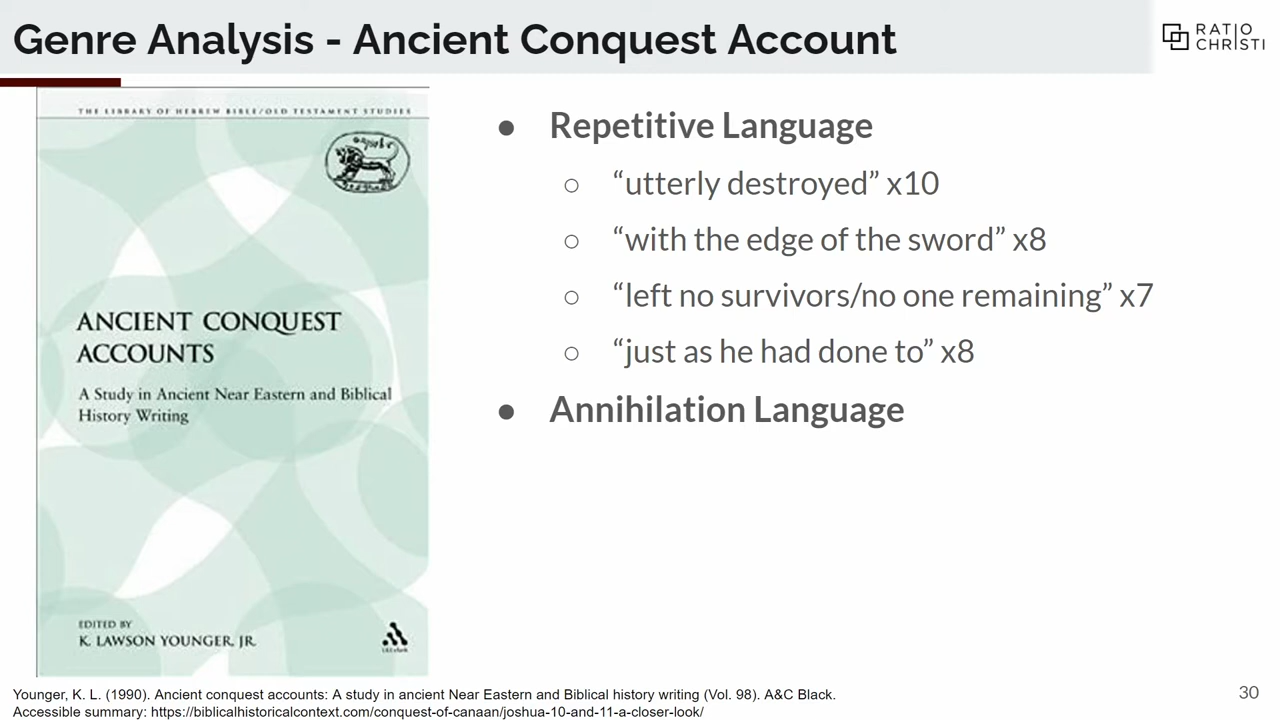 Genre Analysis - Ancient Conquest Account
RATIO
CHRISTI
THE LIBRARY OF HEBREW BIBLE/OLD TESTAMENT STUDIES
ANCIENT CONQUEST
ACCOUNTS
A Study in Ancient Near Eastern and Biblical
History Writing
EDITED BY
K. LAWSON YOUNGER, JR.
● Repetitive Language
○ “utterly destroyed” x10
○ “with the edge of the sword” x8
○ “left no survivors/no one remaining” x7
○ “just as he had done to” x8
● Annihilation Language
Younger, K. L. (1990). Ancient conquest accounts: A study in ancient Near Eastern and Biblical history writing (Vol. 98). A&C Black.
Accessible summary: https://biblicalhistoricalcontext.com/conquest-of-canaan/joshua-10-and-11-a-closer-look/
30